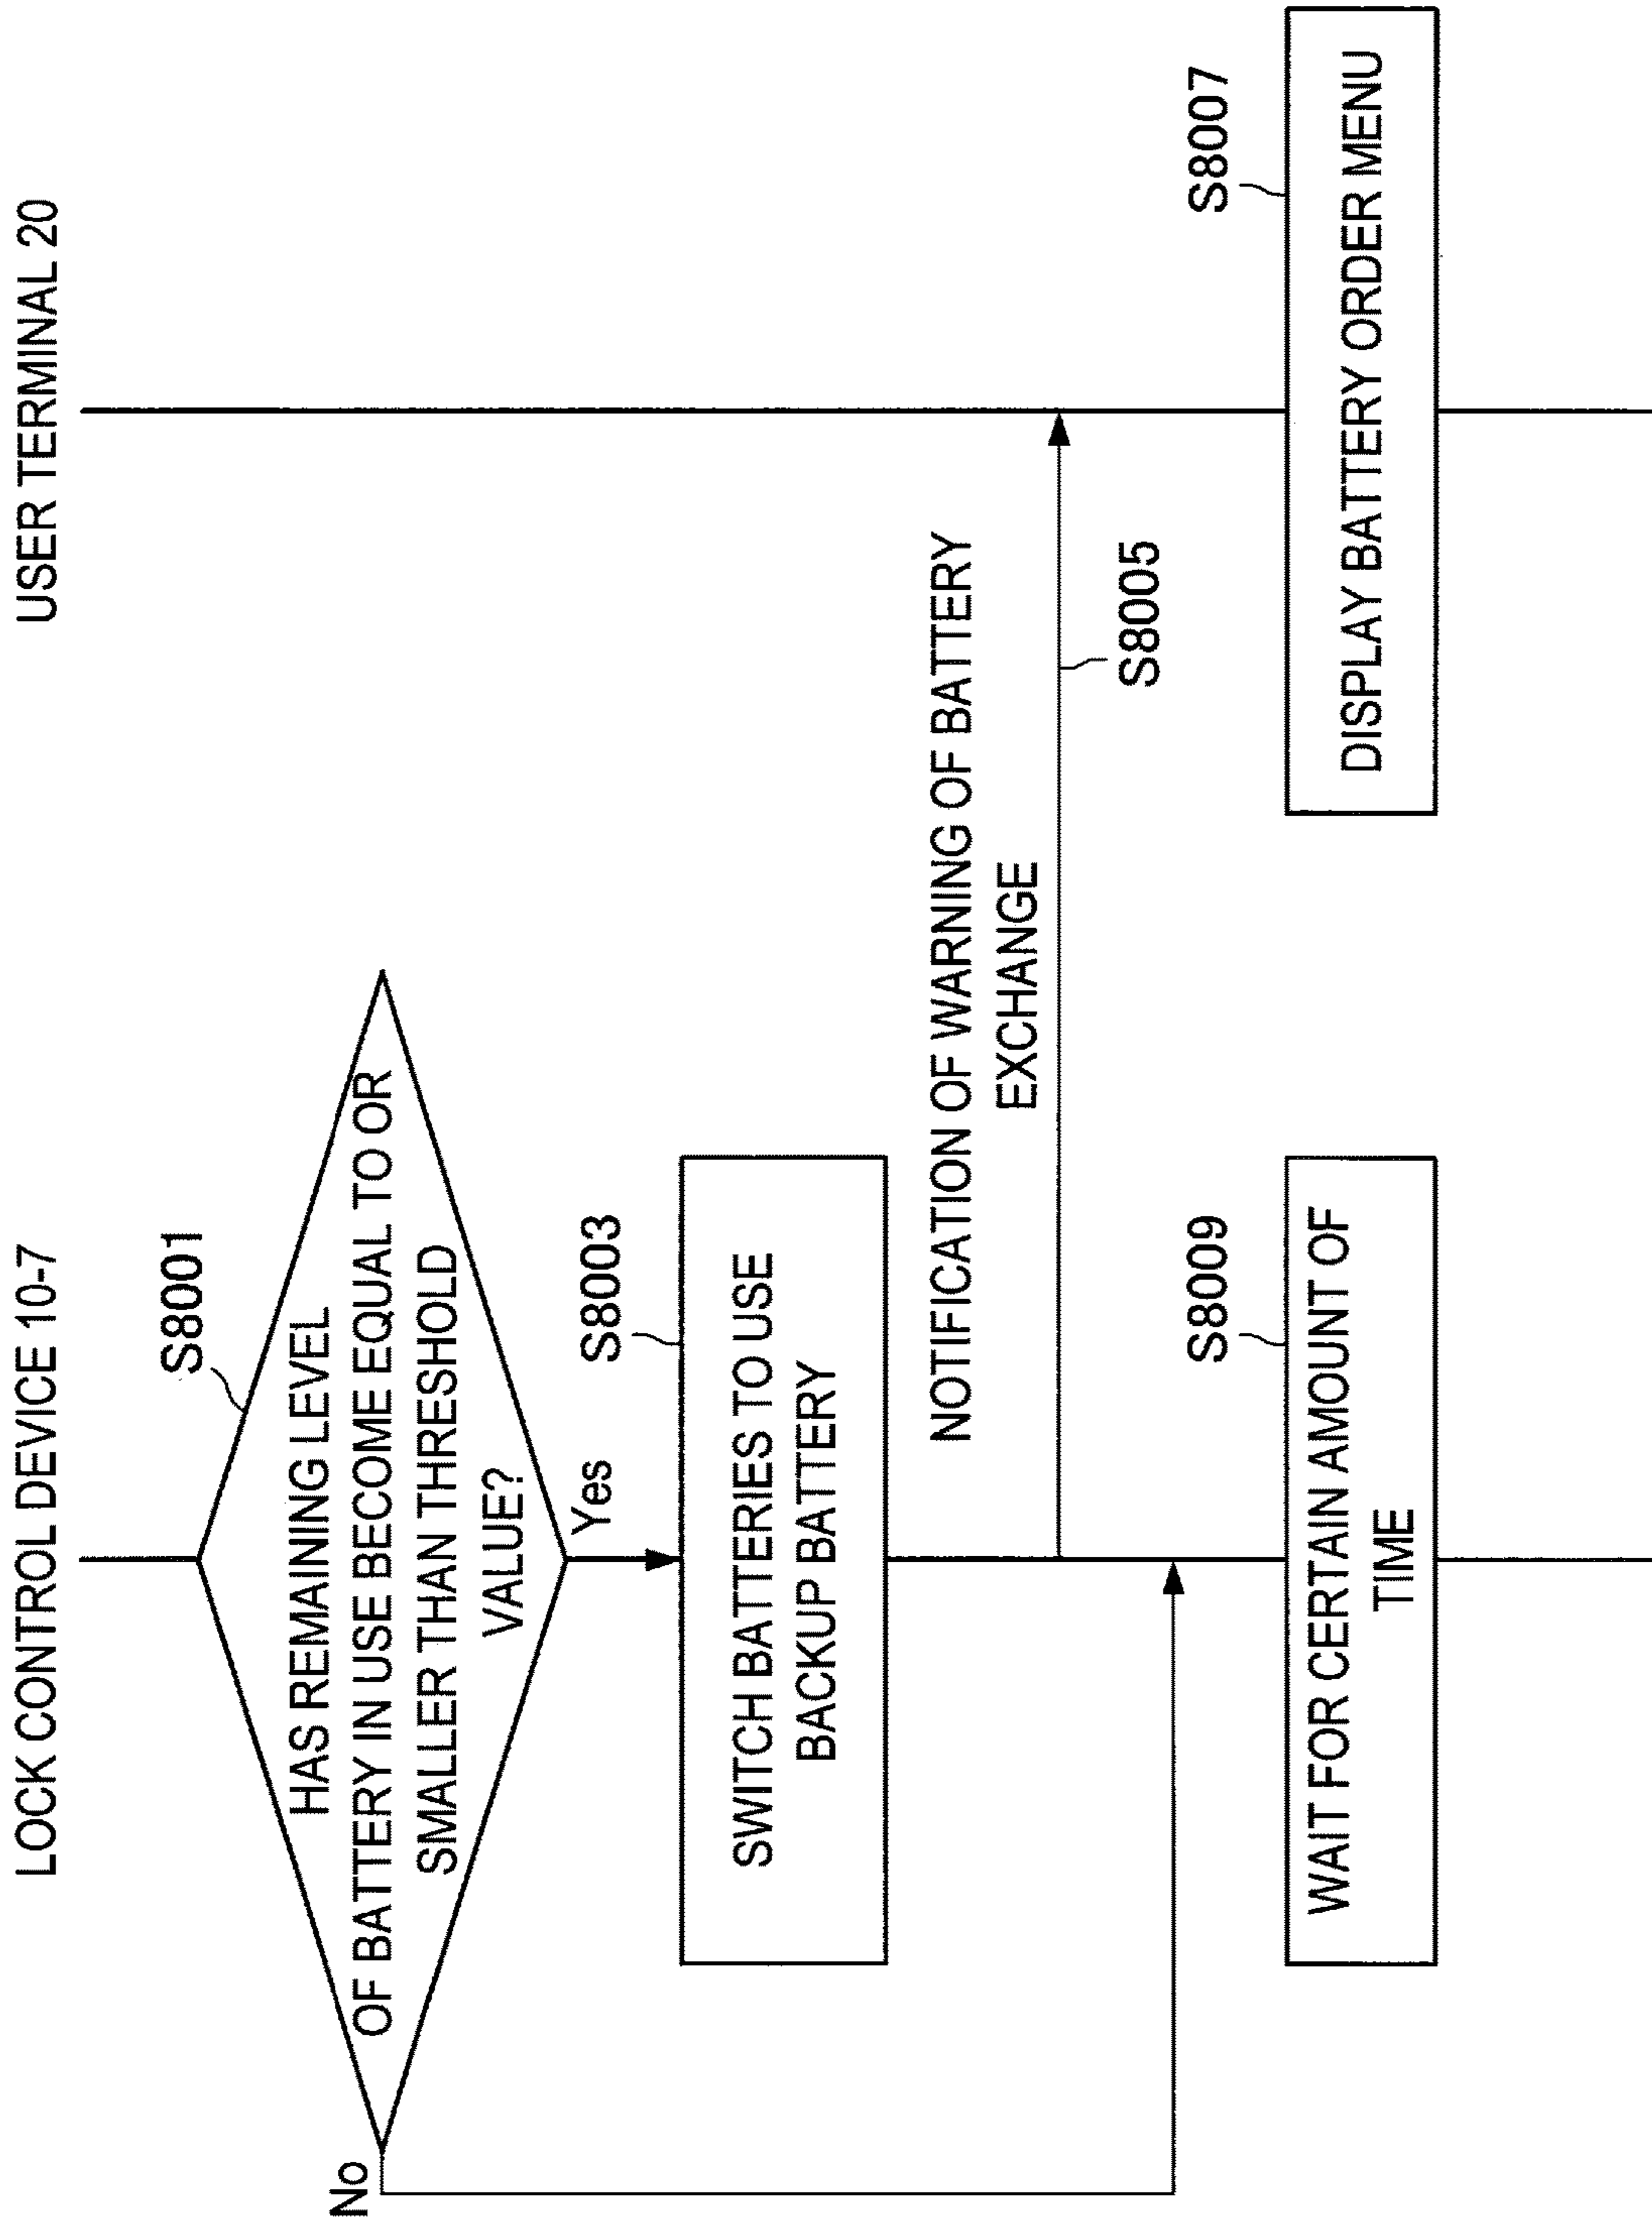 LOCK CONTROL DEVICE 10-7
USER TERMINAL 20
S8001
HAS REMAINING LEVEL
OF BATTERY IN USE BECOME EQUAL TO OR
SMALLER THAN THRESHOLD
VALUE?
No
Yes
S8003
SWITCH BATTERIES TO USE
BACKUP BATTERY
NOTIFICATION OF WARNING OF BATTERY
EXCHANGE
S8005
S8009
WAIT FOR CERTAIN AMOUNT OF
TIME
S8007
DISPLAY BATTERY ORDER MENU